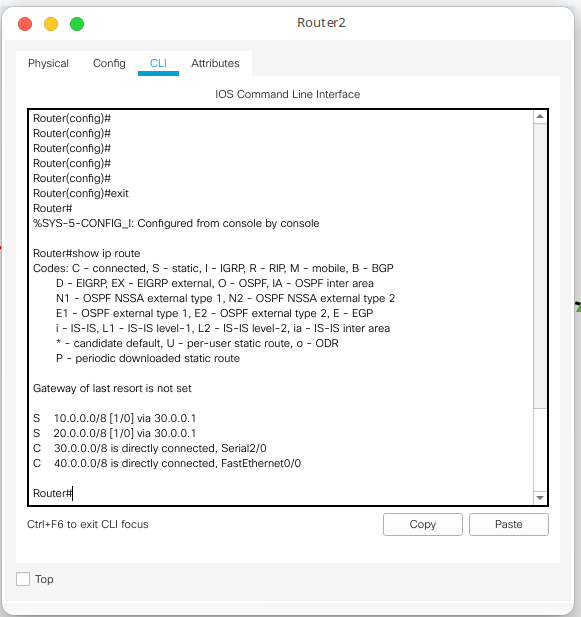 Router2
Physical Config CLI Attributes
IOS Command Line Interface
Router(config)#
Router(config)#
Router(config)#
Router(config)#
Router(config)#
Router(config)#exit
Router#
%SYS-5-CONFIG_I: Configured from console by console
Router#show ip route
Codes: C - connected, S - static, I - IGRP, R - RIP, M - mobile, B - BGP
D - EIGRP, EX - EIGRP external, O - OSPF, IA - OSPF inter area
N1 - OSPF NSSA external type 1, N2 - OSPF NSSA external type 2
E1 - OSPF external type 1, E2 - OSPF external type 2, E - EGP
i - IS-IS, L1 - IS-IS level-1, L2 - IS-IS level-2, ia - IS-IS inter area
* - candidate default, U - per-user static route, o - ODR
P - periodic downloaded static route
Gateway of last resort is not set
S 10.0.0.0/8 [1/0] via 30.0.0.1
S 20.0.0.0/8 [1/0] via 30.0.0.1
C 30.0.0.0/8 is directly connected, Serial2/0
C 40.0.0.0/8 is directly connected, FastEthernet0/0
Router#
Ctrl+F6 to exit CLI focus
Copy Paste
Top